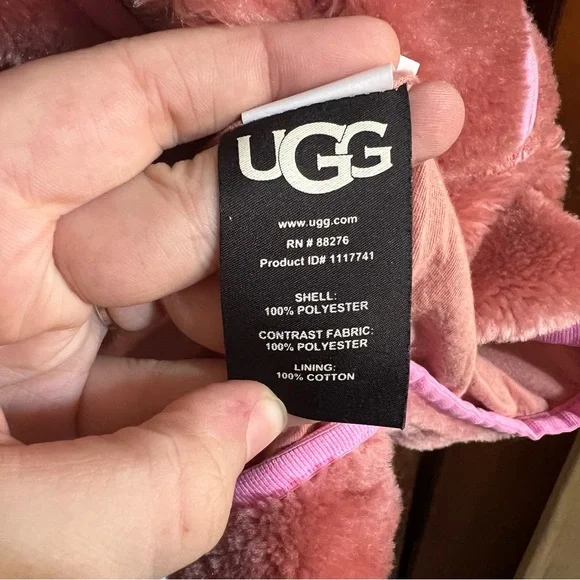 UGG
www.ugg.com
RN # 88276
Product ID# 1117741
SHELL:
100% POLYESTER
CONTRAST FABRIC:
100% POLYESTER
LINING:
100% COTTON